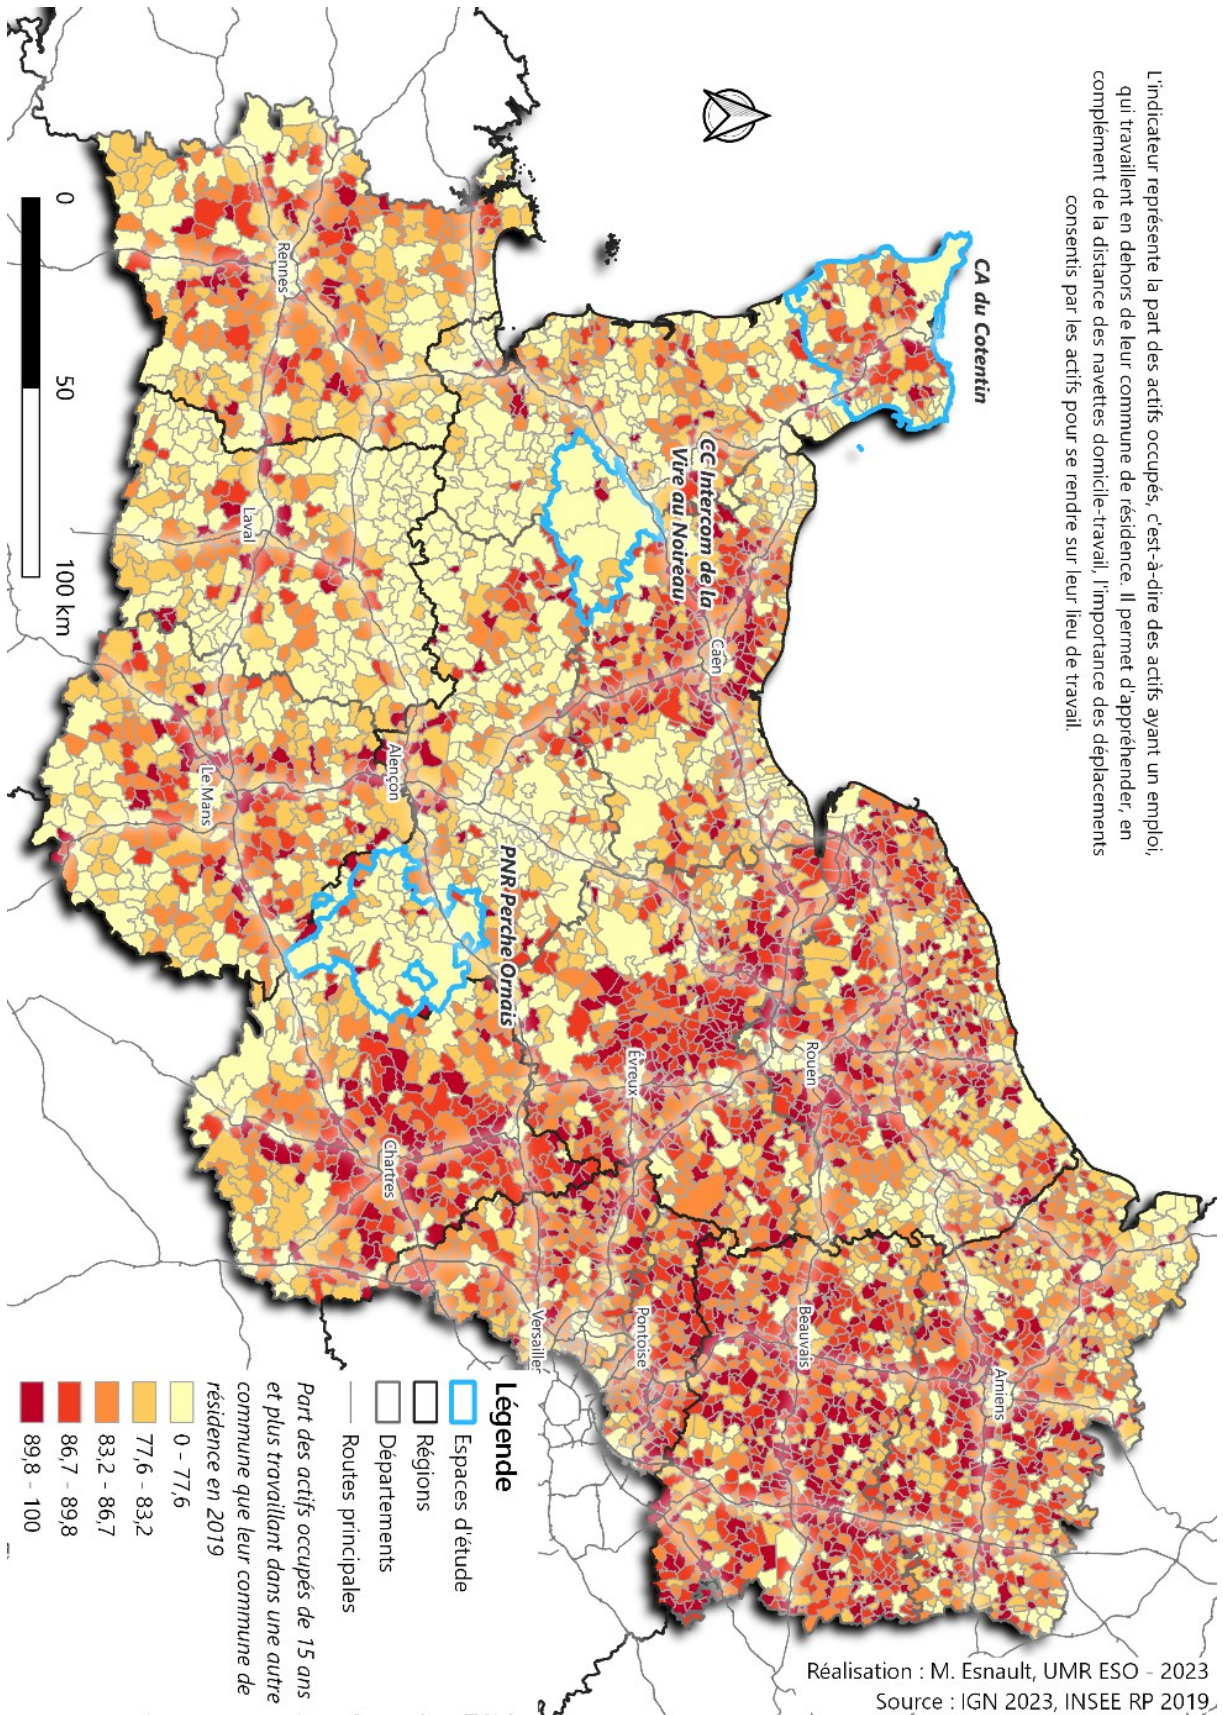 L'indicateur représente la part des actifs occupés, c'est-à-dire des actifs ayant un emploi,
qui travaillent en dehors de leur commune de résidence. Il permet d'appréhender, en
complément de la distance des navettes domicile-travail, l'importance des déplacements
consentis par les actifs pour se rendre sur leur lieu de travail.
CA du Cotentin
CC Intercom de la
Vire au Noireau
PNR Perche Ornais
Caen
Rouen
Évreux
Amiens
Beauvais
Pontoise
Versailles
Chartres
Alençon
Le Mans
Laval
Rennes
0
50
100 km
Légende
Espaces d'étude
Régions
Départements
Routes principales
Part des actifs occupés de 15 ans
et plus travaillant dans une autre
commune que leur commune de
résidence en 2019
0 - 77,6
77,6 - 83,2
83,2 - 86,7
86,7 - 89,8
89,8 - 100
Réalisation : M. Esnault, UMR ESO - 2023
Source : IGN 2023, INSEE RP 2019